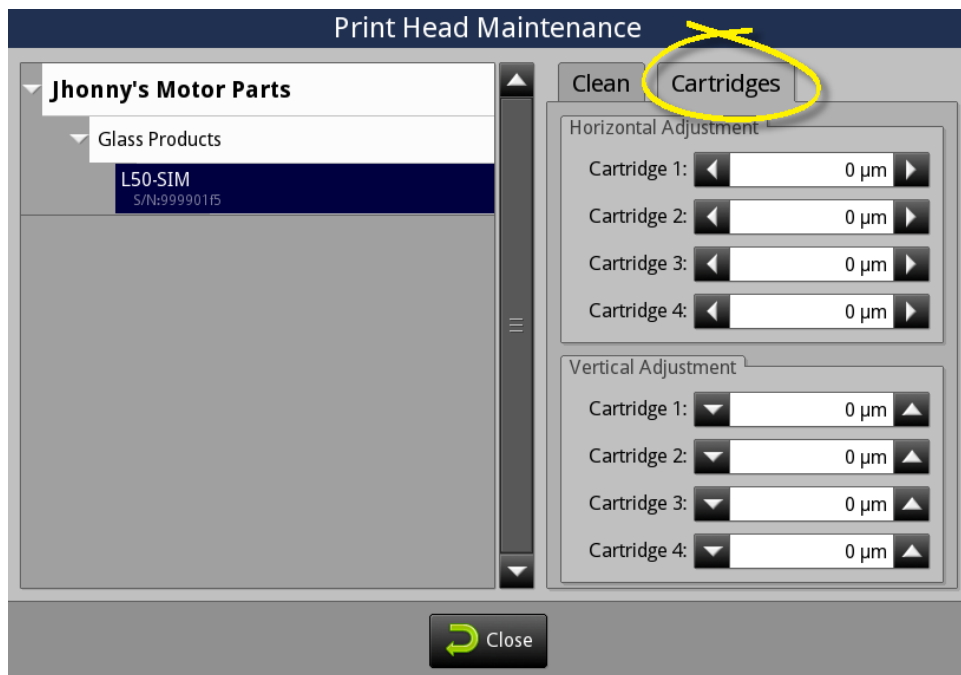 Print Head Maintenance
Jhonny's Motor Parts
Glass Products
L50-SIM
S/N:999901f5
Clean
Cartridges
Horizontal Adjustment
Cartridge 1: 0 µm
Cartridge 2: 0 µm
Cartridge 3: 0 µm
Cartridge 4: 0 µm
Vertical Adjustment
Cartridge 1: 0 µm
Cartridge 2: 0 µm
Cartridge 3: 0 µm
Cartridge 4: 0 µm
Close